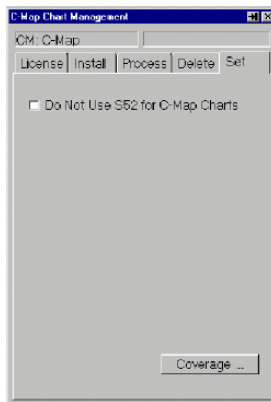 C-Map Chart Management
CM: C-Map
License Install Process Delete Set
Do Not Use S52 for C-Map Charts
Coverage ...